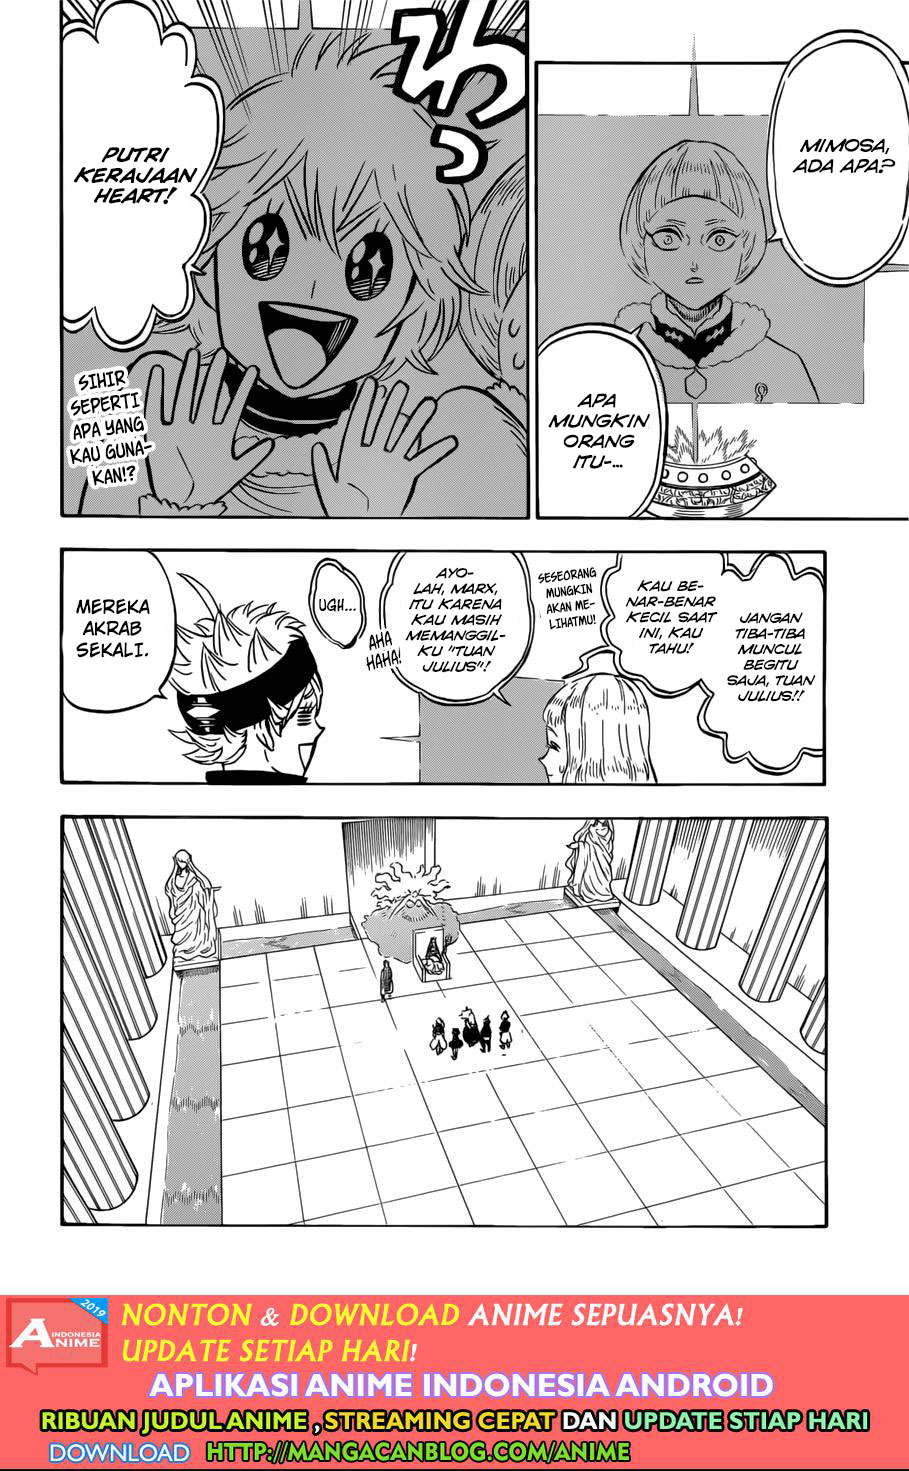 MIMOSA,
ADA APA?
APA
MUNGKIN
ORANG
ITU-...
わっ
PUTRI
KERAJAAN
HEART!
SIHIR
SEPERTI
APA YANG
KAU GUNA-
KAN!?
JANGAN
TIBA-TIBA
MUNCUL
BEGITU
SAJA, TUAN
JULIUS!!
KAU BE-
NAR-BENAR
KECIL SAAT
INI, KAU
TAHU!
SESEORANG
MUNGKIN
AKAN ME-
LIHATMU!
AYO-
LAH, MARX,
ITU KARENA
KAU MASIH
MEMANGGIL-
KU "TUAN
JULIUS"!
AHA
HAHA!
UGH...
MEREKA
AKRAB
SEKALI.
2019
INDONESIA
ANIME
NONTON & DOWNLOAD ANIME SEPUASNYA!
UPDATE SETIAP HARI!
APLIKASI ANIME INDONESIA ANDROID
RIBUAN JUDUL ANIME , STREAMING CEPAT DAN UPDATE STIAP HARI
DOWNLOAD HTTP://MANGACANBLOG.COM/ANIME